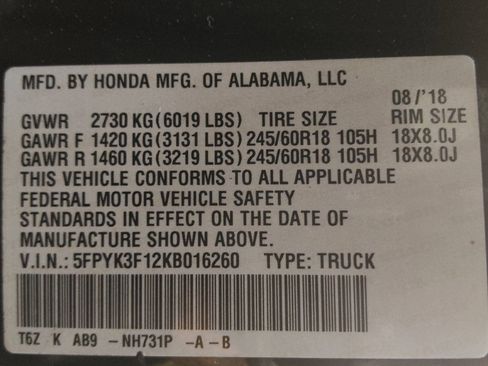 MFD. BY HONDA MFG. OF ALABAMA, LLC
08/'18
GVWR 2730 KG(6019 LBS) TIRE SIZE RIM SIZE
GAWR F 1420 KG(3131 LBS) 245/60R18 105H 18X8.0J
GAWR R 1460 KG(3219 LBS) 245/60R18 105H 18X8.0J
THIS VEHICLE CONFORMS TO ALL APPLICABLE
FEDERAL MOTOR VEHICLE SAFETY
STANDARDS IN EFFECT ON THE DATE OF
MANUFACTURE SHOWN ABOVE.
V.I.N.: 5FPYK3F12KB016260 TYPE: TRUCK
T6Z K AB9 -NH731P -A-B